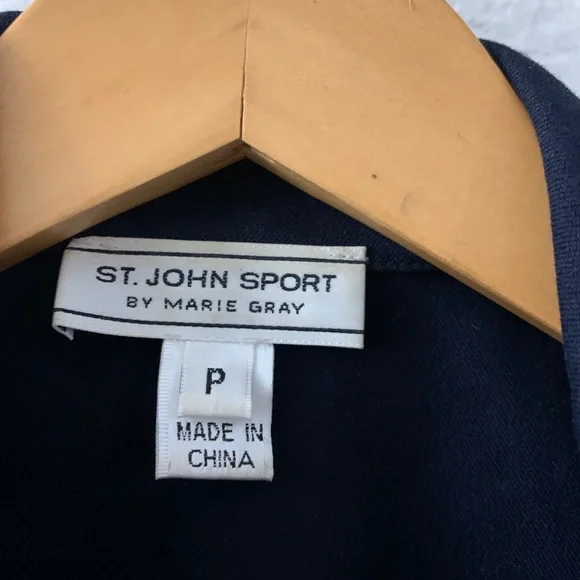 ST. JOHN SPORT
BY MARIE GRAY
P
MADE IN
CHINA